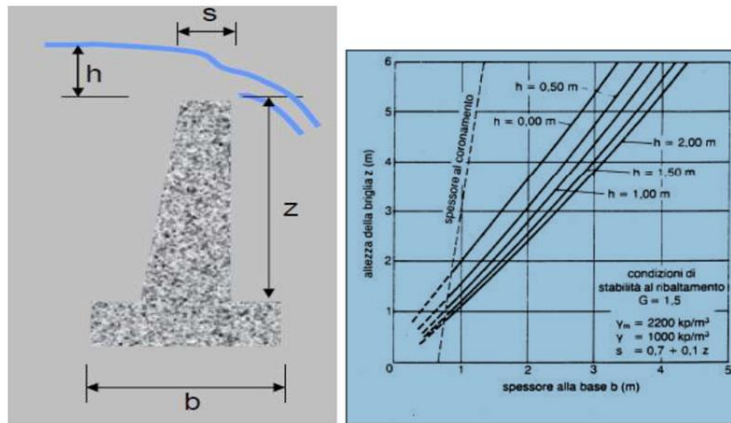 s
h
z
b
altezza della briglia z (m)
6
5
4
3
2
1
0
0
1
2
3
4
5
spessore alla base b (m)
spessore al coronamento
h = 0,50 m
h = 0,00 m
h = 2,00 m
h = 1,50 m
h = 1,00 m
condizioni di
stabilità al ribaltamento
G = 1,5
γm = 2200 kp/m³
γ = 1000 kp/m³
s = 0,7 + 0,1 z